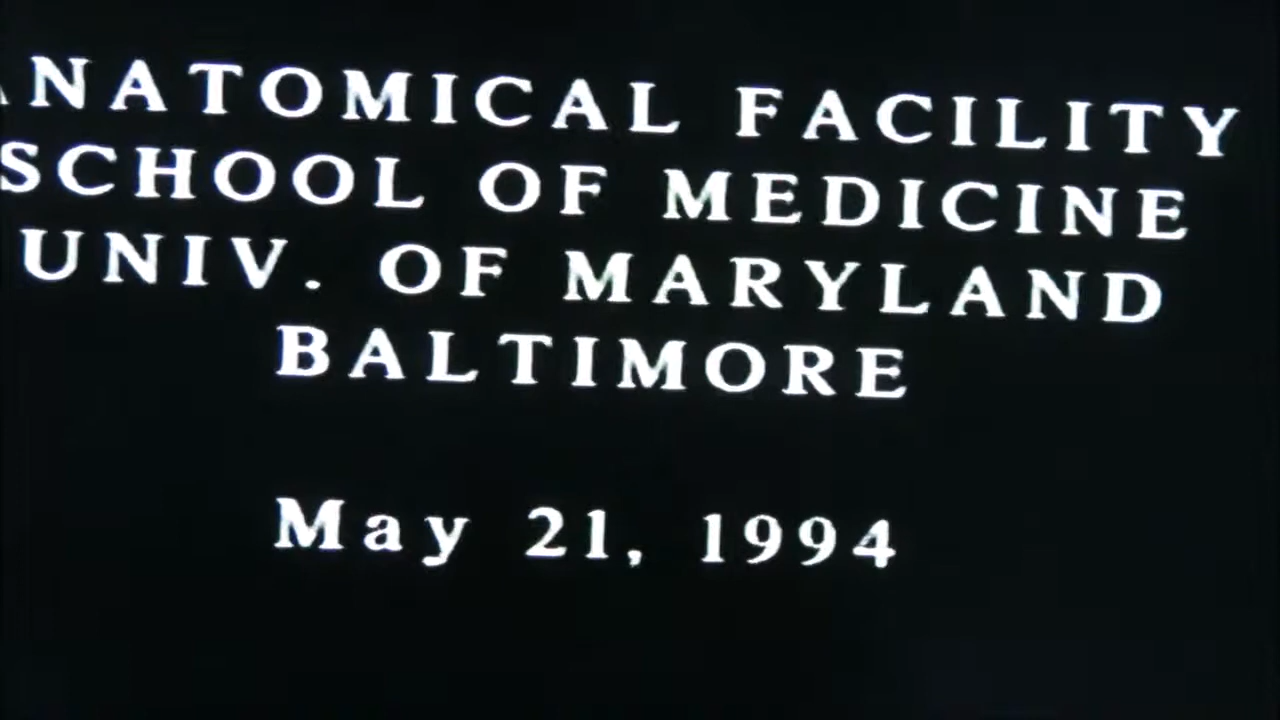 ANATOMICAL FACILITY
SCHOOL OF MEDICINE
UNIV. OF MARYLAND
BALTIMORE
May 21, 1994